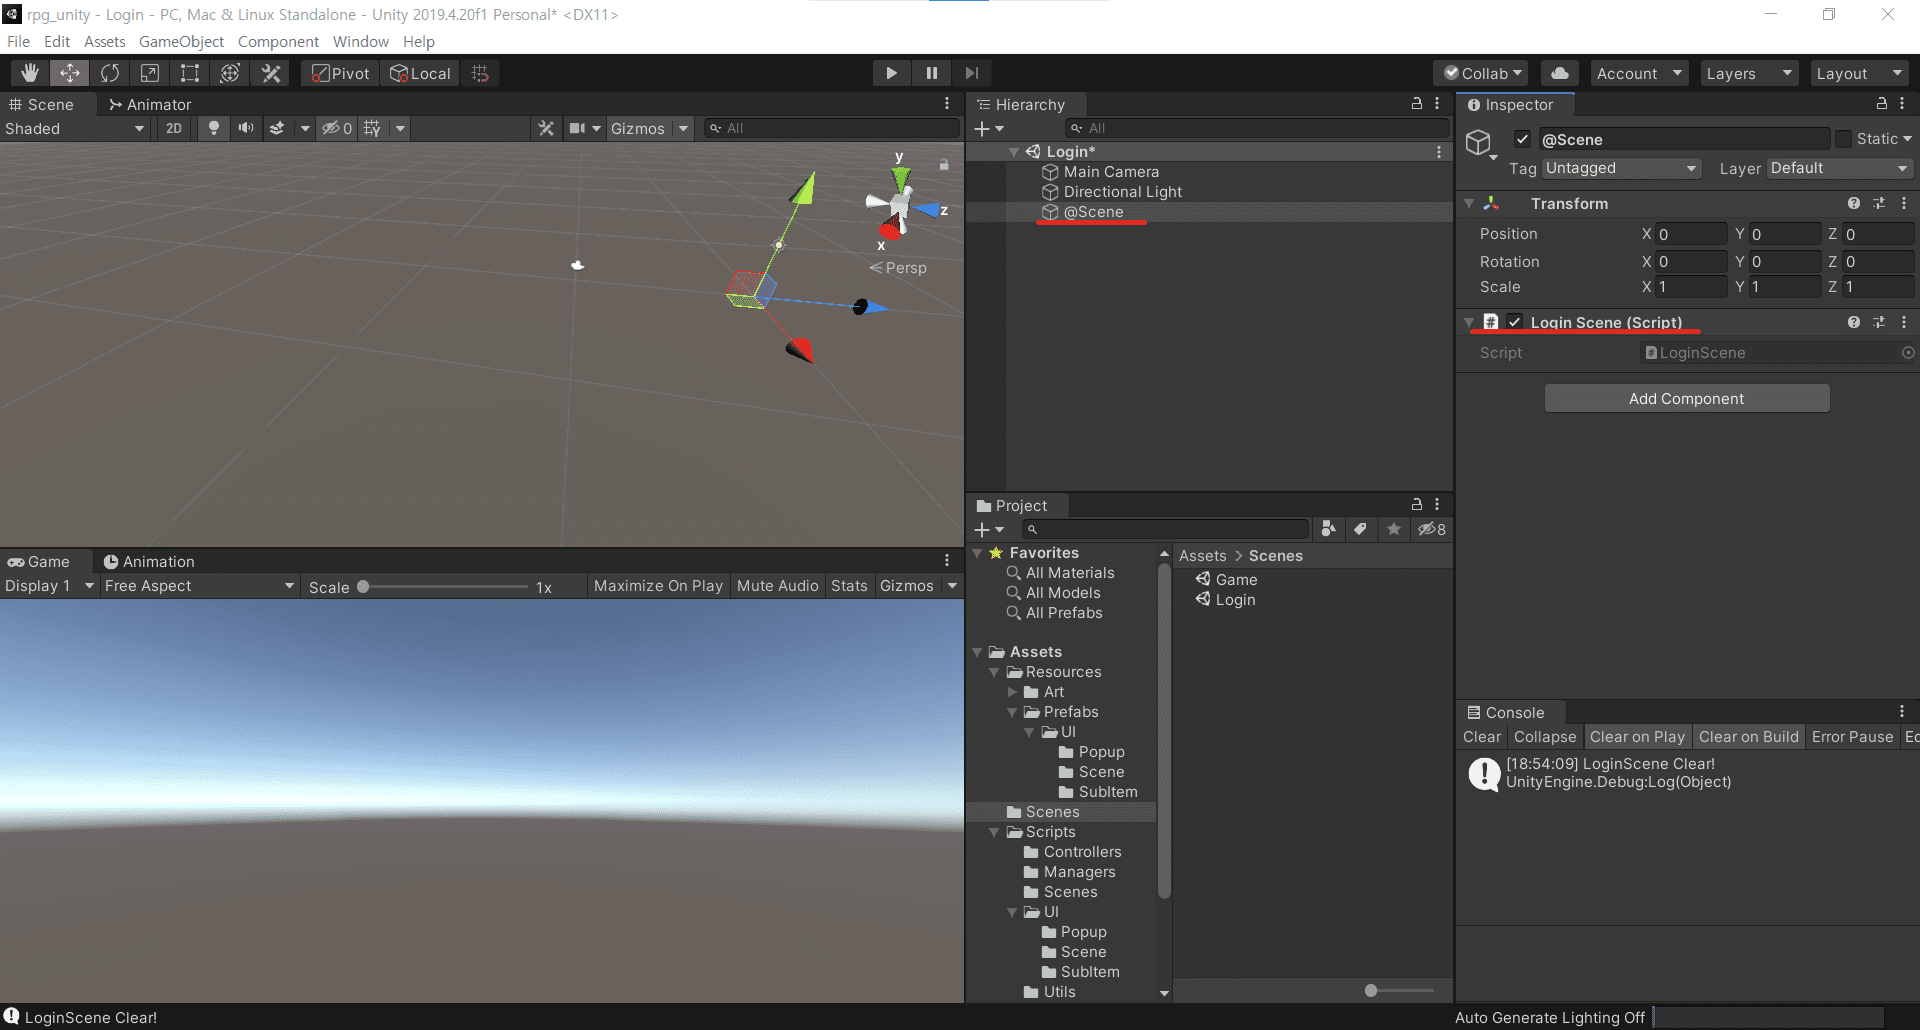 rpg_unity - Login - PC, Mac & Linux Standalone - Unity 2019.4.20f1 Personal* <DX11>
File Edit Assets GameObject Component Window Help
Pivot Local Collab Account Layers Layout
Scene Animator
Shaded 2D 0 Gizmos All
y
z
x
Persp
Game Animation
Display 1 Free Aspect Scale 1x Maximize On Play Mute Audio Stats Gizmos
Hierarchy
All
Login*
Main Camera
Directional Light
@Scene
Project
8
Favorites
All Materials
All Models
All Prefabs
Assets
Resources
Art
Prefabs
UI
Popup
Scene
SubItem
Scenes
Scripts
Controllers
Managers
Scenes
UI
Popup
Scene
SubItem
Utils
Assets > Scenes
Game
Login
Inspector
@Scene Static
Tag Untagged Layer Default
Transform
Position X 0 Y 0 Z 0
Rotation X 0 Y 0 Z 0
Scale X 1 Y 1 Z 1
# Login Scene (Script)
Script LoginScene
Add Component
Console
Clear Collapse Clear on Play Clear on Build Error Pause Ec
[18:54:09] LoginScene Clear!
UnityEngine.Debug:Log(Object)
LoginScene Clear!
Auto Generate Lighting Off